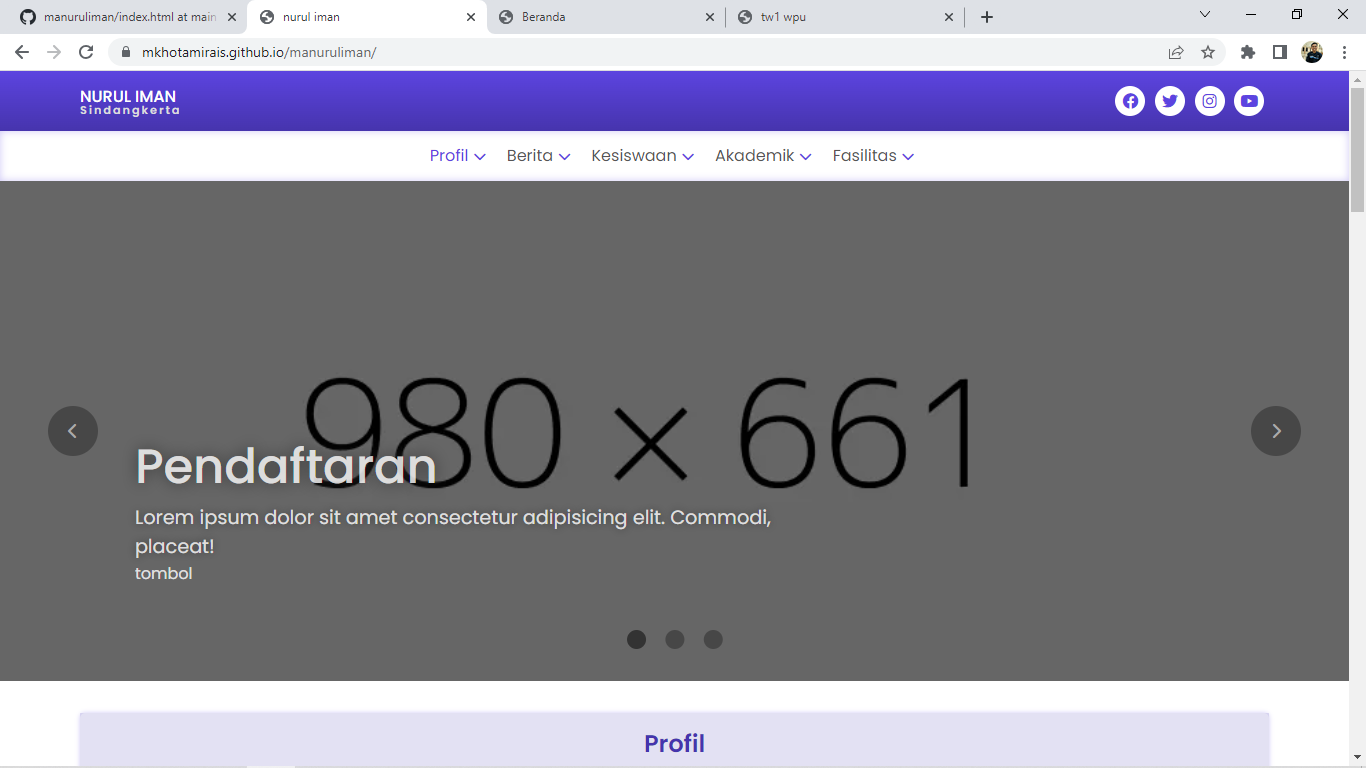 manuruliman/index.html at main
nurul iman
Beranda
tw1 wpu
mkhotamirais.github.io/manuruliman/
NURUL IMAN
Sindangkerta
Profil Berita Kesiswaan Akademik Fasilitas
980 × 661
Pendaftaran
Lorem ipsum dolor sit amet consectetur adipisicing elit. Commodi,
placeat!
tombol
Profil